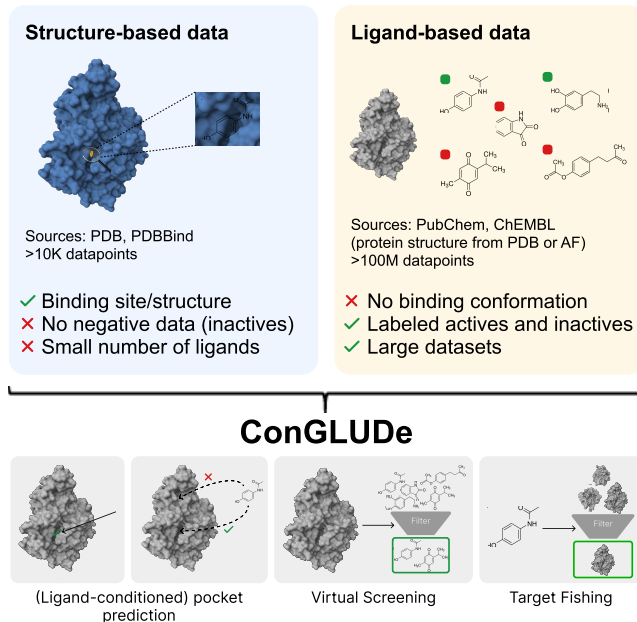 Structure-based data
Sources: PDB, PDBBind
>10K datapoints
Binding site/structure
No negative data (inactives)
Small number of ligands
Ligand-based data
Sources: PubChem, ChEMBL
(protein structure from PDB or AF)
>100M datapoints
No binding conformation
Labeled actives and inactives
Large datasets
ConGLUDe
Filter
Filter
(Ligand-conditioned) pocket
prediction
Virtual Screening
Target Fishing